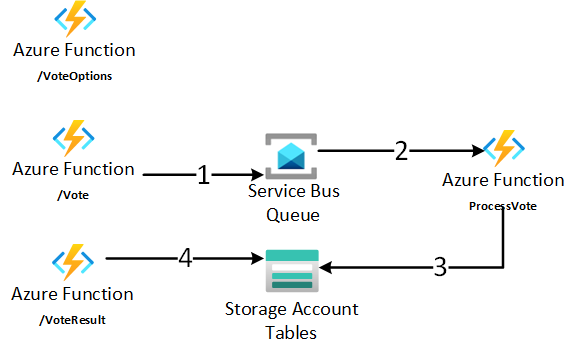 Azure Function
/VoteOptions
Azure Function
/Vote
1
Service Bus
Queue
2
Azure Function
ProcessVote
3
4
Azure Function
/VoteResult
Storage Account
Tables